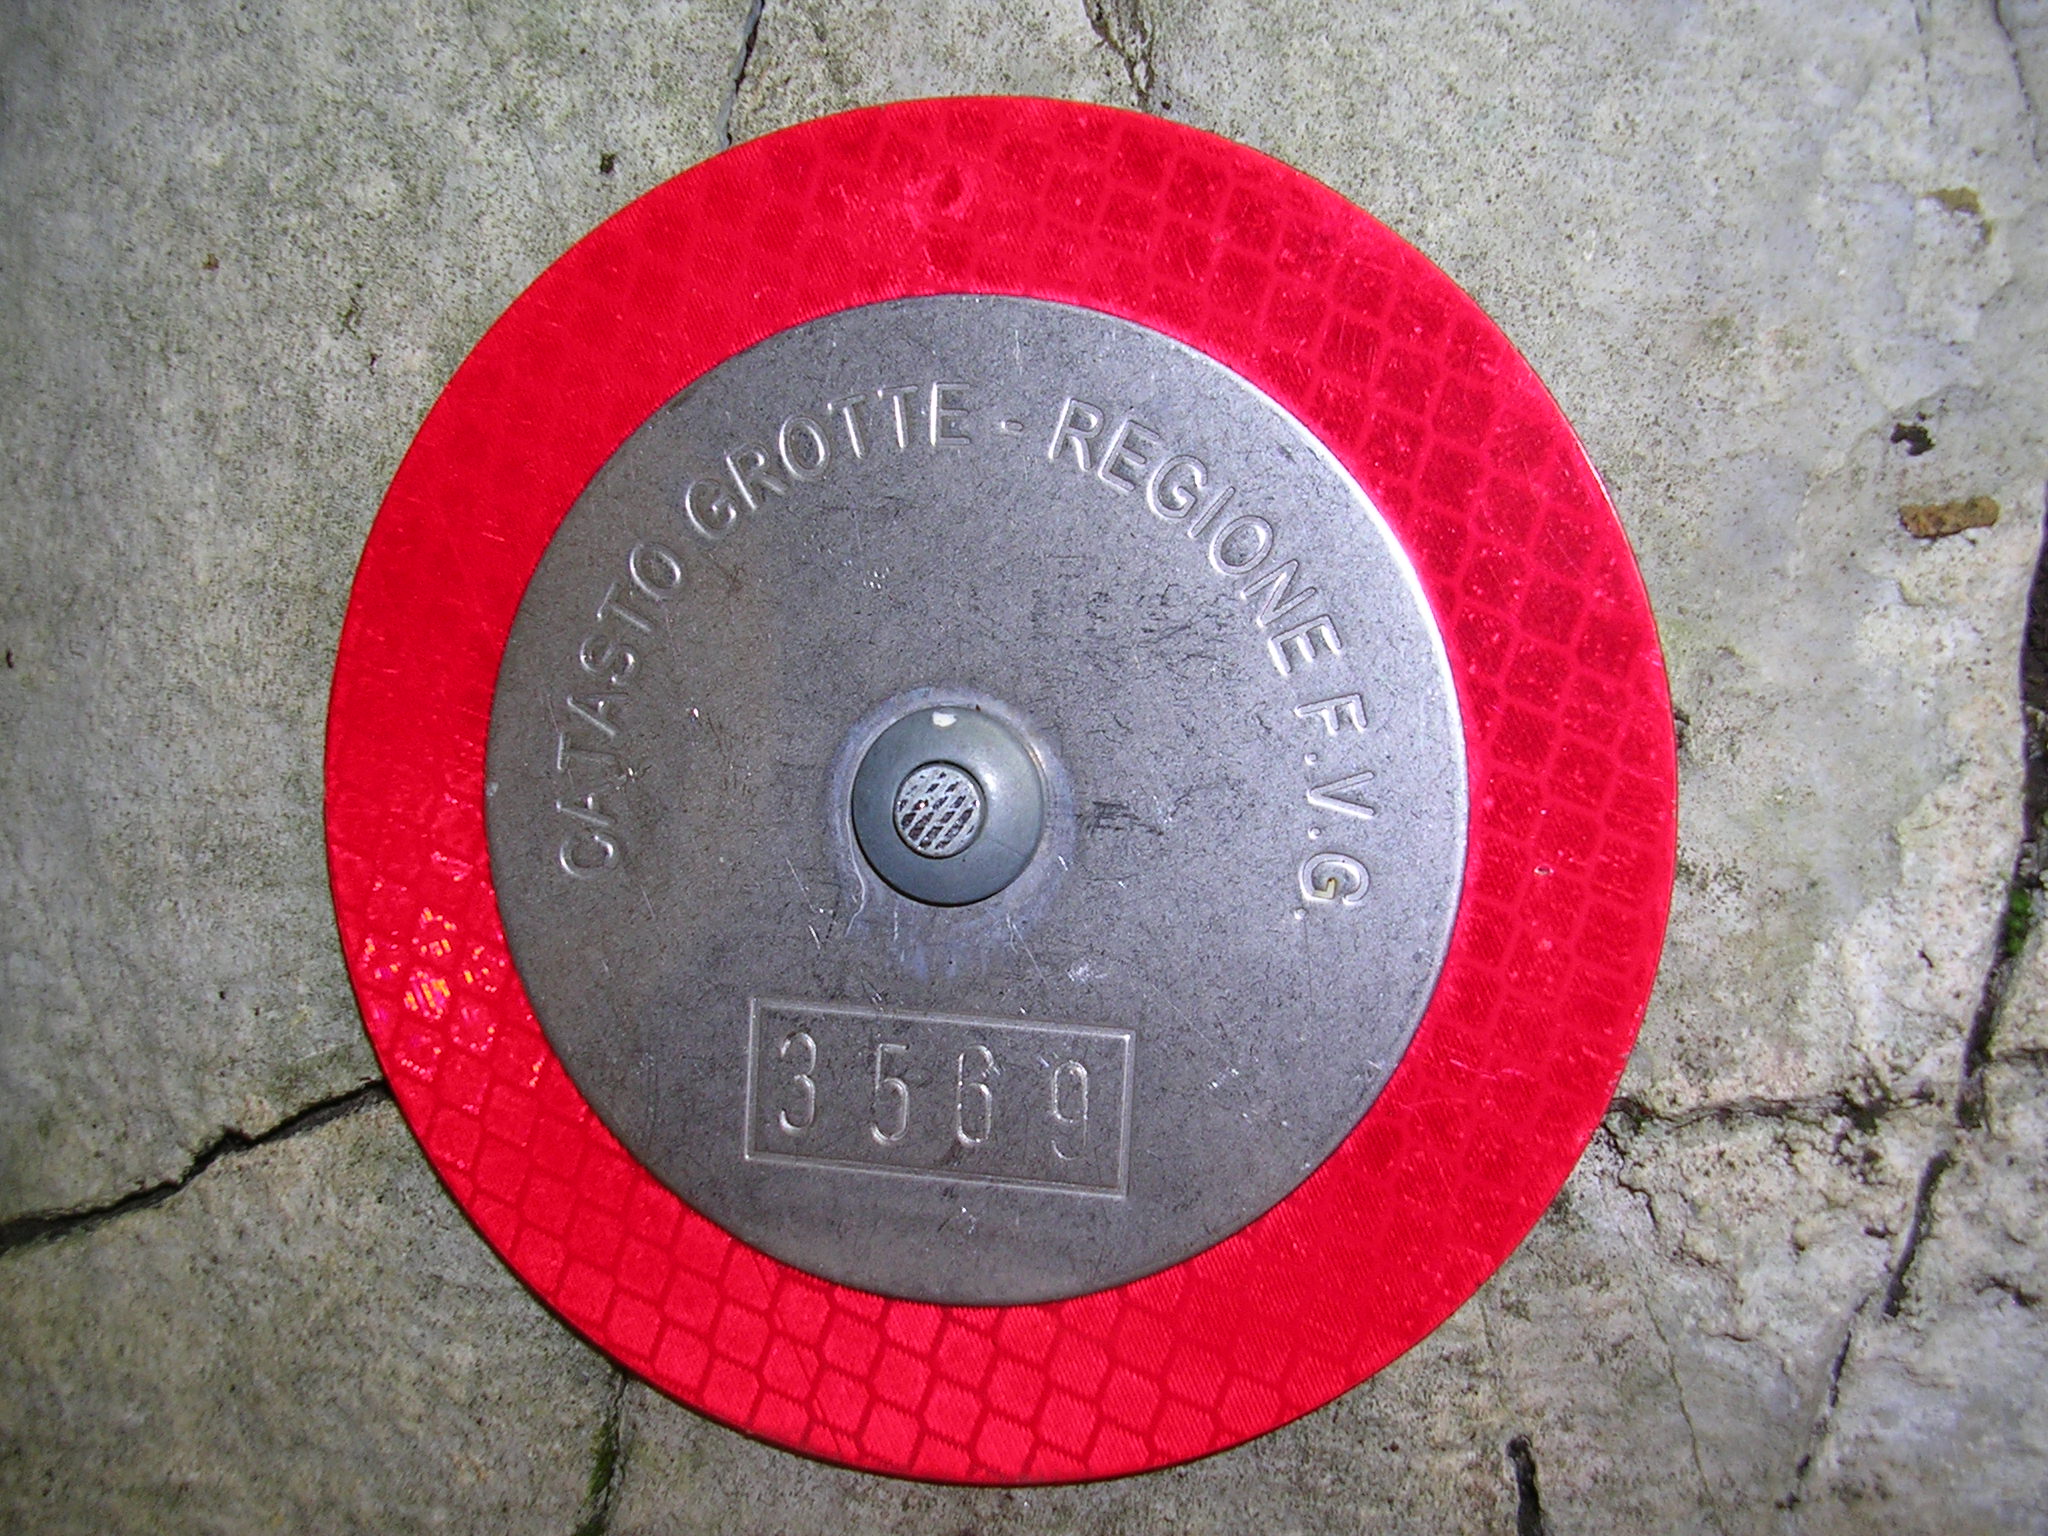 CATASTO GROTTE - REGIONE F.V.G.
3569